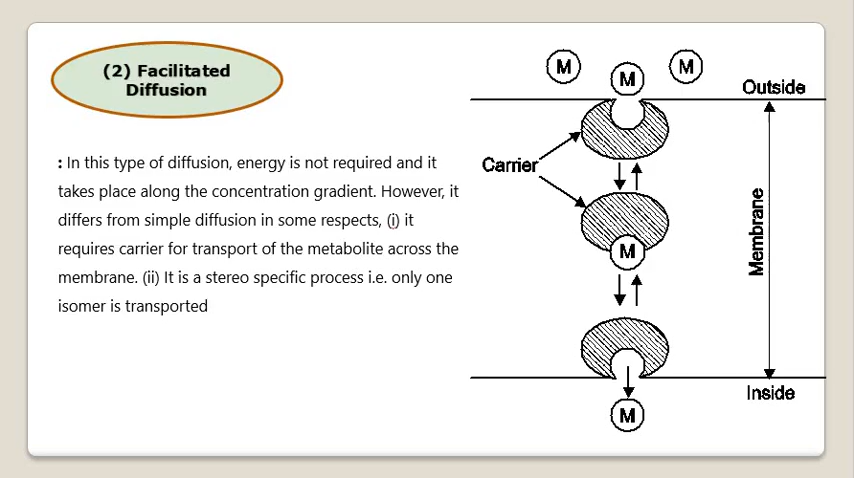 (2) Facilitated
Diffusion
: In this type of diffusion, energy is not required and it
takes place along the concentration gradient. However, it
differs from simple diffusion in some respects, (i) it
requires carrier for transport of the metabolite across the
membrane. (ii) It is a stereo specific process i.e. only one
isomer is transported
M
M
M
Outside
Carrier
M
Membrane
Inside
M